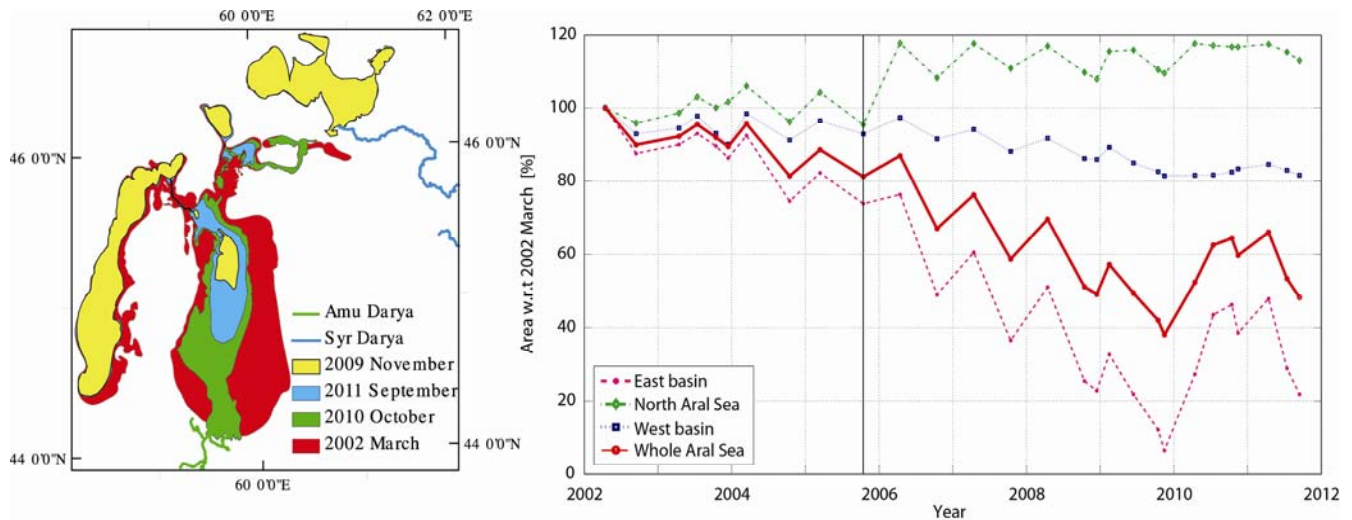 60 0'0"E
62 0'0"E
46 0'0"N
46 0'0"N
Amu Darya
Syr Darya
2009 November
2011 September
2010 October
2002 March
44 0'0"N
44 0'0"N
60 0'0"E
120
100
80
60
40
20
0
Area w.r.t 2002 March [%]
East basin
North Aral Sea
West basin
Whole Aral Sea
2002
2004
2006
2008
2010
2012
Year